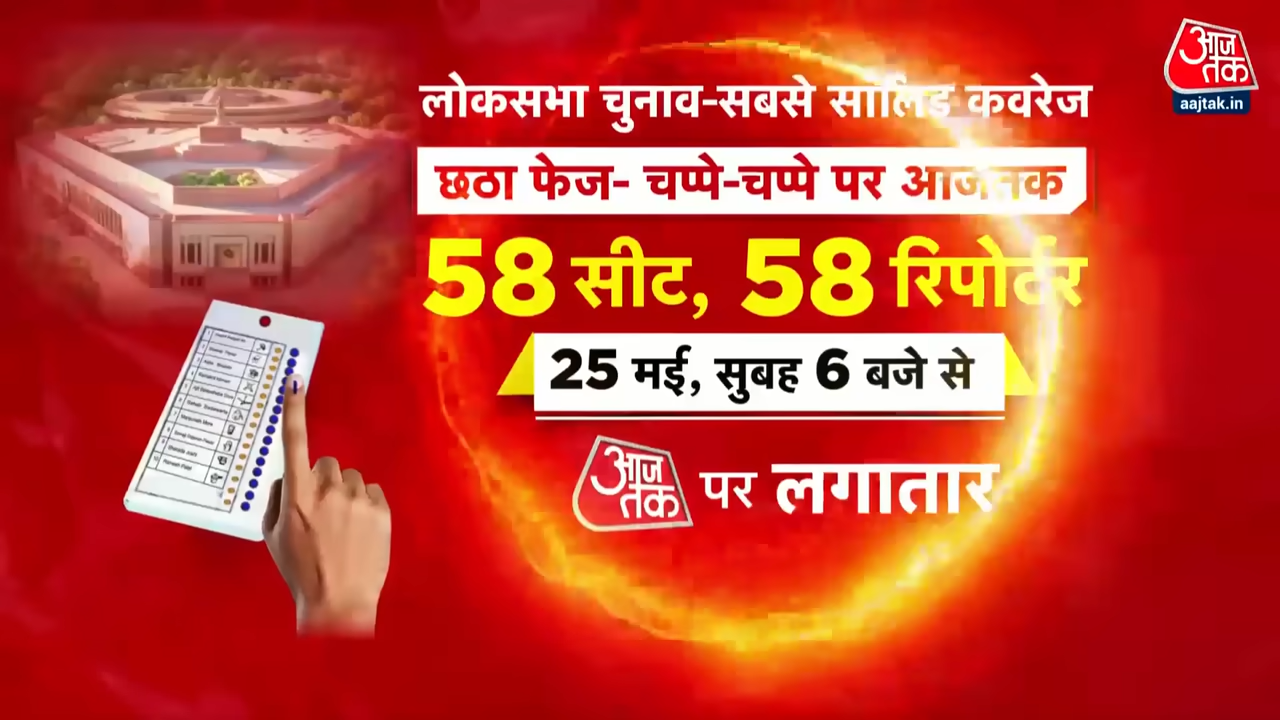 लोकसभा चुनाव-सबसे सॉलिड कवरेज
छठा फेज- चप्पे-चप्पे पर आजतक
58 सीट, 58 रिपोर्टर
25 मई, सुबह 6 बजे से
आज तक पर लगातार
आज तक
aajtak.in